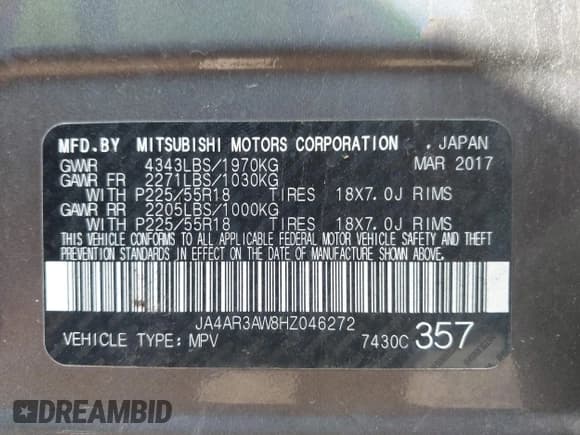 MFD.BY MITSUBISHI MOTORS CORPORATION , JAPAN
GVWR 4343LBS/1970KG MAR 2017
GAWR FR 2271LBS/1030KG
WITH P225/55R18 TIRES 18X7.0J RIMS
GAWR RR 2205LBS/1000KG
WITH P225/55R18 TIRES 18X7.0J RIMS
THIS VEHICLE CONFORMS TO ALL APPLICABLE FEDERAL MOTOR VEHICLE SAFETY AND THEFT
PREVENTION STANDARDS IN EFFECT ON THE DATE OF MANUFACTURE SHOWN ABOVE.
JA4AR3AW8HZ046272
VEHICLE TYPE: MPV 7430C 357
DREAMBID